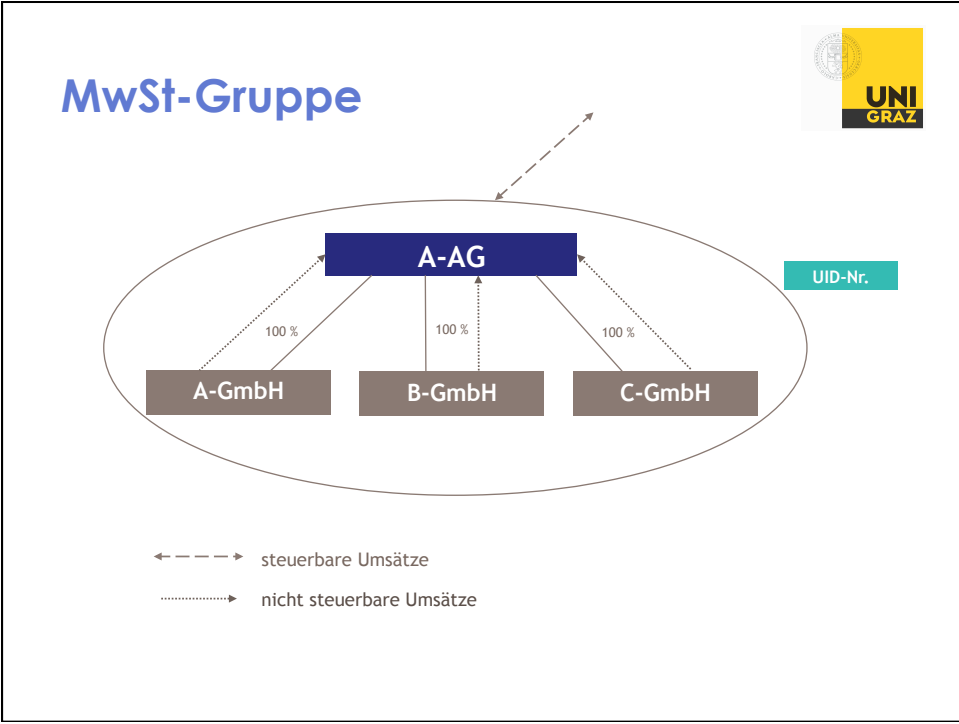 MwSt-Gruppe
UNI
GRAZ
A-AG
UID-Nr.
100 %
100 %
100 %
A-GmbH
B-GmbH
C-GmbH
steuerbare Umsätze
nicht steuerbare Umsätze